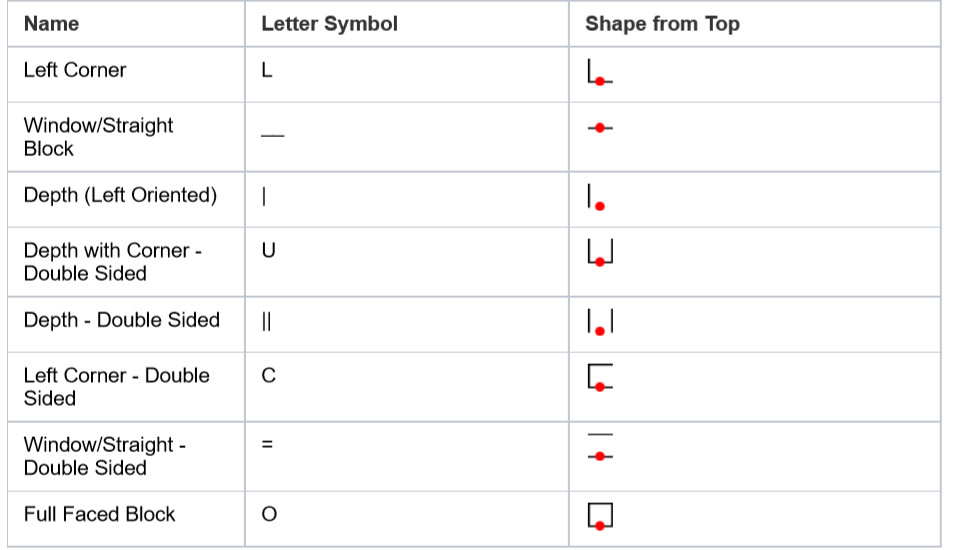 Name Letter Symbol Shape from Top
Left Corner L
Window/Straight __
Block
Depth (Left Oriented) |
Depth with Corner - U
Double Sided
Depth - Double Sided ||
Left Corner - Double C
Sided
Window/Straight - =
Double Sided
Full Faced Block O